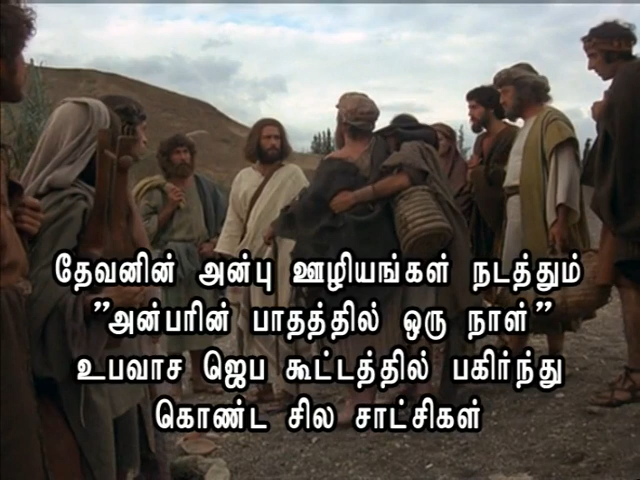 தேவனின் அன்பு ஊழியங்கள் நடத்தும்
”அன்பரின் பாதத்தில் ஒரு நாள்”
உபவாச ஜெப கூட்டத்தில் பகிர்ந்து
கொண்ட சில சாட்சிகள்